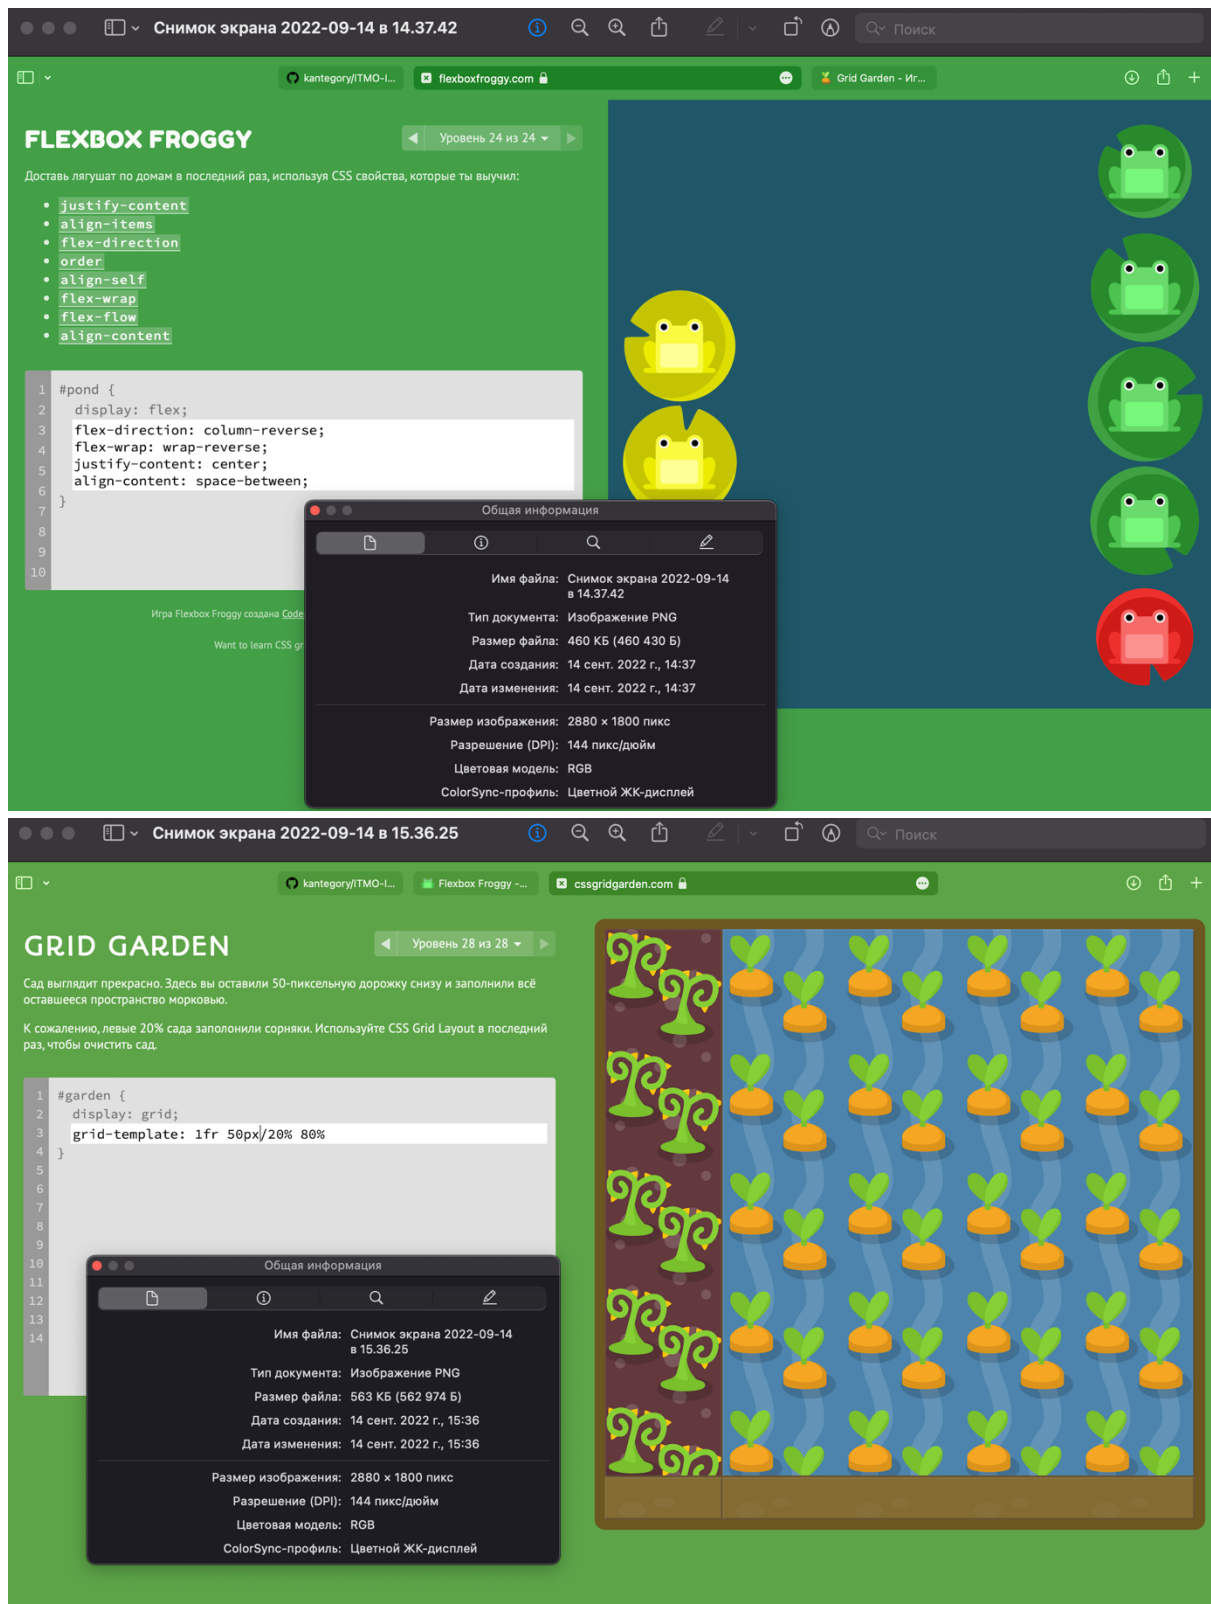 Снимок экрана 2022-09-14 в 14.37.42
Поиск
kantegory/ITMO-I...
flexboxfroggy.com
Grid Garden - Иг...
FLEXBOX FROGGY
Уровень 24 из 24
Доставь лягушат по домам в последний раз, используя CSS свойства, которые ты выучил:
justify-content
align-items
flex-direction
order
align-self
flex-wrap
flex-flow
align-content
1 #pond {
2 display: flex;
3 flex-direction: column-reverse;
4 flex-wrap: wrap-reverse;
5 justify-content: center;
6 align-content: space-between;
7 }
8
9
10
Игра Flexbox Froggy создана Code
Want to learn CSS gr
Общая информация
Имя файла: Снимок экрана 2022-09-14
в 14.37.42
Тип документа: Изображение PNG
Размер файла: 460 КБ (460 430 Б)
Дата создания: 14 сент. 2022 г., 14:37
Дата изменения: 14 сент. 2022 г., 14:37
Размер изображения: 2880 × 1800 пикс
Разрешение (DPI): 144 пикс/дюйм
Цветовая модель: RGB
ColorSync-профиль: Цветной ЖК-дисплей
Снимок экрана 2022-09-14 в 15.36.25
Поиск
kantegory/ITMO-I...
Flexbox Froggy -...
cssgridgarden.com
GRID GARDEN
Уровень 28 из 28
Сад выглядит прекрасно. Здесь вы оставили 50-пиксельную дорожку снизу и заполнили всё
оставшееся пространство морковью.
К сожалению, левые 20% сада заполонили сорняки. Используйте CSS Grid Layout в последний
раз, чтобы очистить сад.
1 #garden {
2 display: grid;
3 grid-template: 1fr 50px/20% 80%
4 }
5
6
7
8
9
10
11
12
13
14
Общая информация
Имя файла: Снимок экрана 2022-09-14
в 15.36.25
Тип документа: Изображение PNG
Размер файла: 563 КБ (562 974 Б)
Дата создания: 14 сент. 2022 г., 15:36
Дата изменения: 14 сент. 2022 г., 15:36
Размер изображения: 2880 × 1800 пикс
Разрешение (DPI): 144 пикс/дюйм
Цветовая модель: RGB
ColorSync-профиль: Цветной ЖК-дисплей